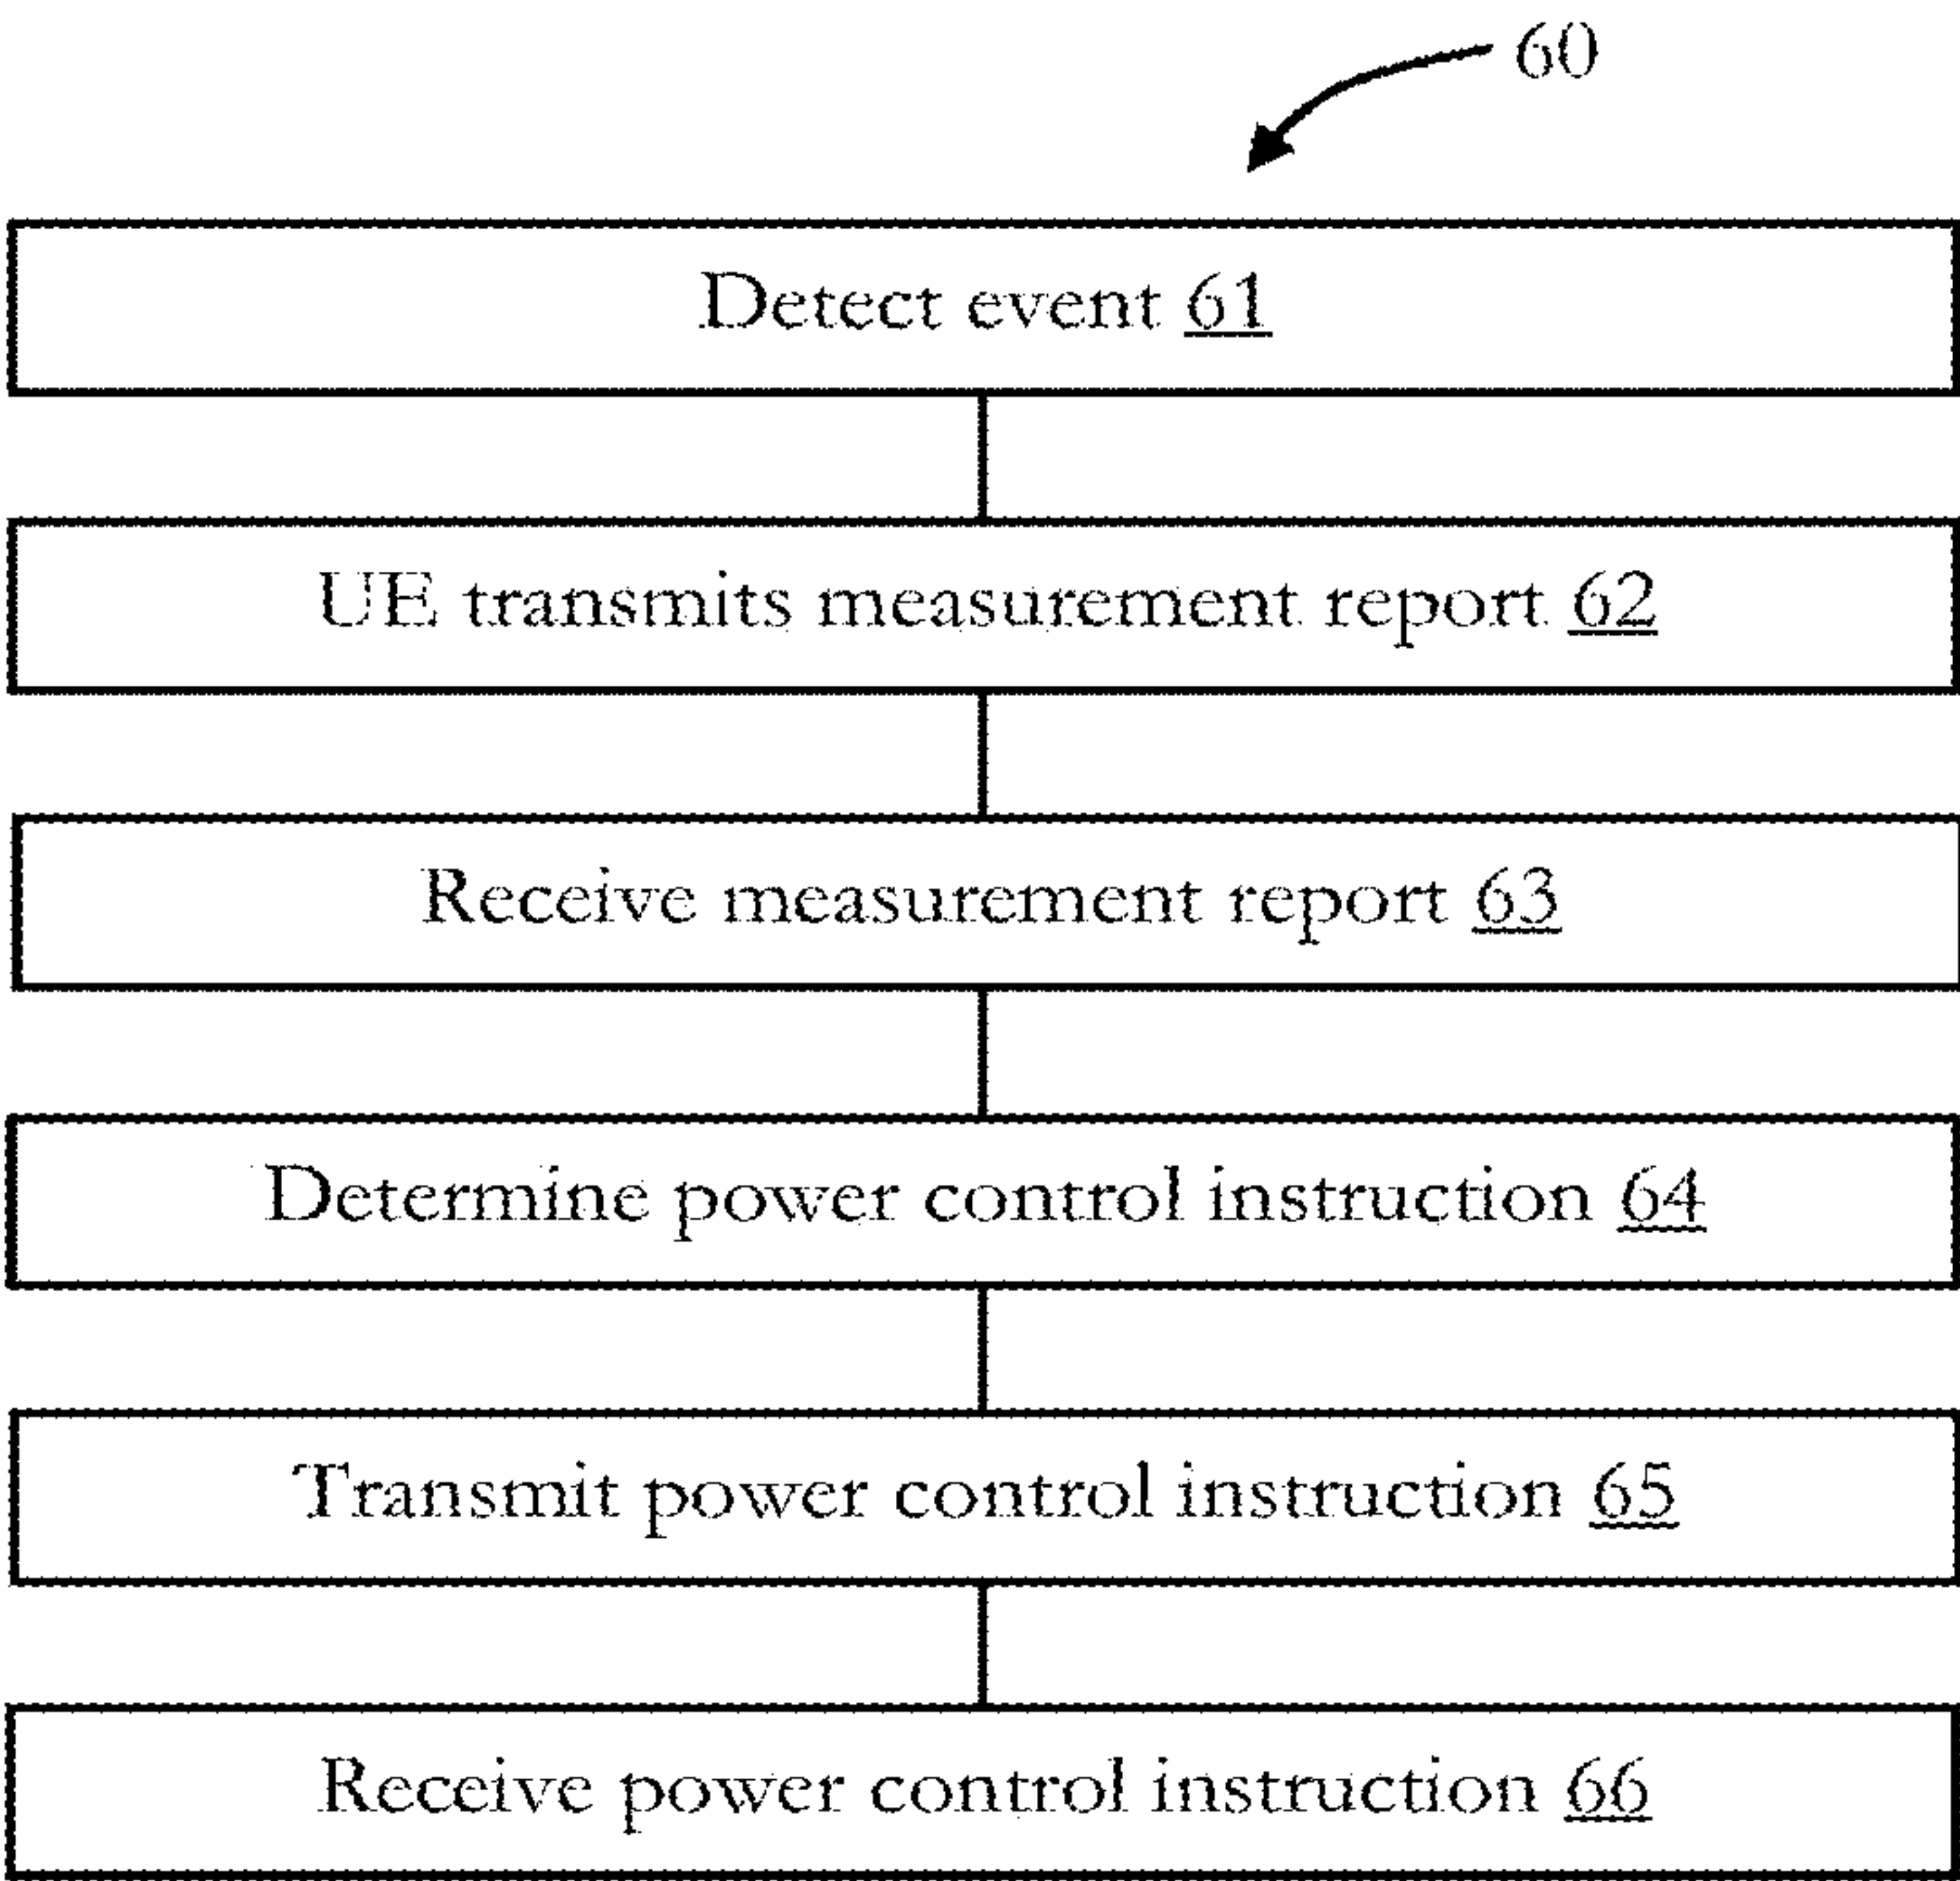 60
Detect event 61
UE transmits measurement report 62
Receive measurement report 63
Determine power control instruction 64
Transmit power control instruction 65
Receive power control instruction 66